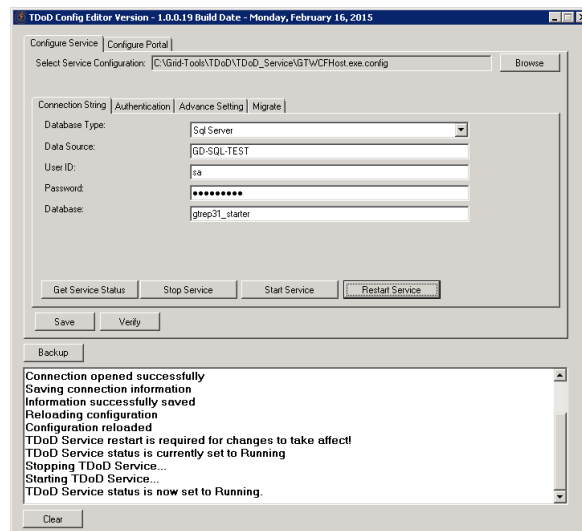 TDoD Config Editor Version - 1.0.0.19 Build Date - Monday, February 16, 2015
Configure Service Configure Portal
Select Service Configuration: C:\Grid-Tools\TDoD\TDoD_Service\GTWCFHost.exe.config Browse
Connection String Authentication Advance Setting Migrate
Database Type: Sql Server
Data Source: GD-SQL-TEST
User ID: sa
Password: •••••••••
Database: gtrep31_starter
Get Service Status Stop Service Start Service Restart Service
Save Verify
Backup
Connection opened successfully
Saving connection information
Information successfully saved
Reloading configuration
Configuration reloaded
TDoD Service restart is required for changes to take affect!
TDoD Service status is currently set to Running
Stopping TDoD Service...
Starting TDoD Service...
TDoD Service status is now set to Running.
Clear